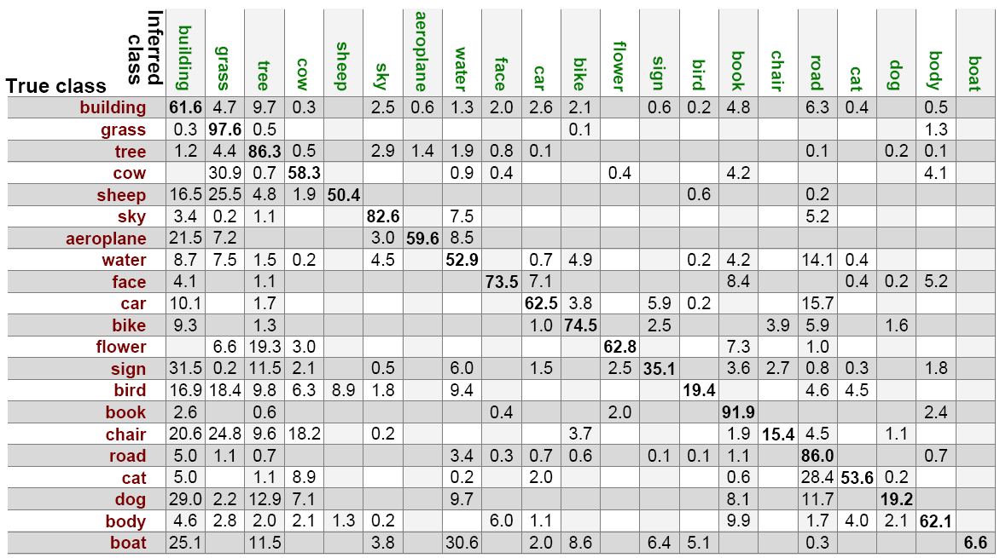 Inferred class
True class
building grass tree cow sheep sky aeroplane water face car bike flower sign bird book chair road cat dog body boat
building 61.6 4.7 9.7 0.3 2.5 0.6 1.3 2.0 2.6 2.1 0.6 0.2 4.8 6.3 0.4 0.5
grass 0.3 97.6 0.5 0.1 1.3
tree 1.2 4.4 86.3 0.5 2.9 1.4 1.9 0.8 0.1 0.1 0.2 0.1
cow 30.9 0.7 58.3 0.9 0.4 0.4 4.2 4.1
sheep 16.5 25.5 4.8 1.9 50.4 0.6 0.2
sky 3.4 0.2 1.1 82.6 7.5 5.2
aeroplane 21.5 7.2 3.0 59.6 8.5
water 8.7 7.5 1.5 0.2 4.5 52.9 0.7 4.9 0.2 4.2 14.1 0.4
face 4.1 1.1 73.5 7.1 8.4 0.4 0.2 5.2
car 10.1 1.7 62.5 3.8 5.9 0.2 15.7
bike 9.3 1.3 1.0 74.5 2.5 3.9 5.9 1.6
flower 6.6 19.3 3.0 62.8 7.3 1.0
sign 31.5 0.2 11.5 2.1 0.5 6.0 1.5 2.5 35.1 3.6 2.7 0.8 0.3 1.8
bird 16.9 18.4 9.8 6.3 8.9 1.8 9.4 19.4 4.6 4.5
book 2.6 0.6 0.4 2.0 91.9 2.4
chair 20.6 24.8 9.6 18.2 0.2 3.7 1.9 15.4 4.5 1.1
road 5.0 1.1 0.7 3.4 0.3 0.7 0.6 0.1 0.1 1.1 86.0 0.7
cat 5.0 1.1 8.9 0.2 2.0 0.6 28.4 53.6 0.2
dog 29.0 2.2 12.9 7.1 9.7 8.1 11.7 19.2
body 4.6 2.8 2.0 2.1 1.3 0.2 6.0 1.1 9.9 1.7 4.0 2.1 62.1
boat 25.1 11.5 3.8 30.6 2.0 8.6 6.4 5.1 0.3 6.6